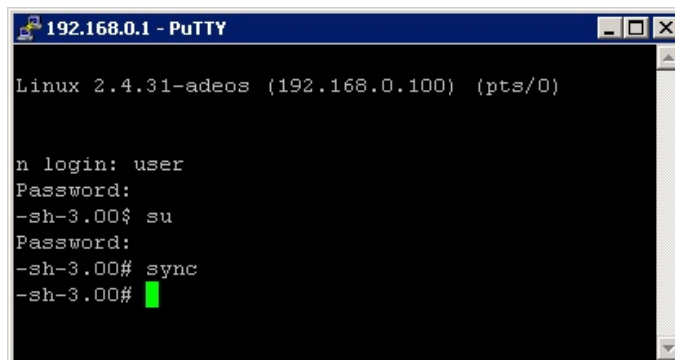 192.168.0.1 - PuTTY
Linux 2.4.31-adeos (192.168.0.100) (pts/0)
n login: user
Password:
-sh-3.00$ su
Password:
-sh-3.00# sync
-sh-3.00#